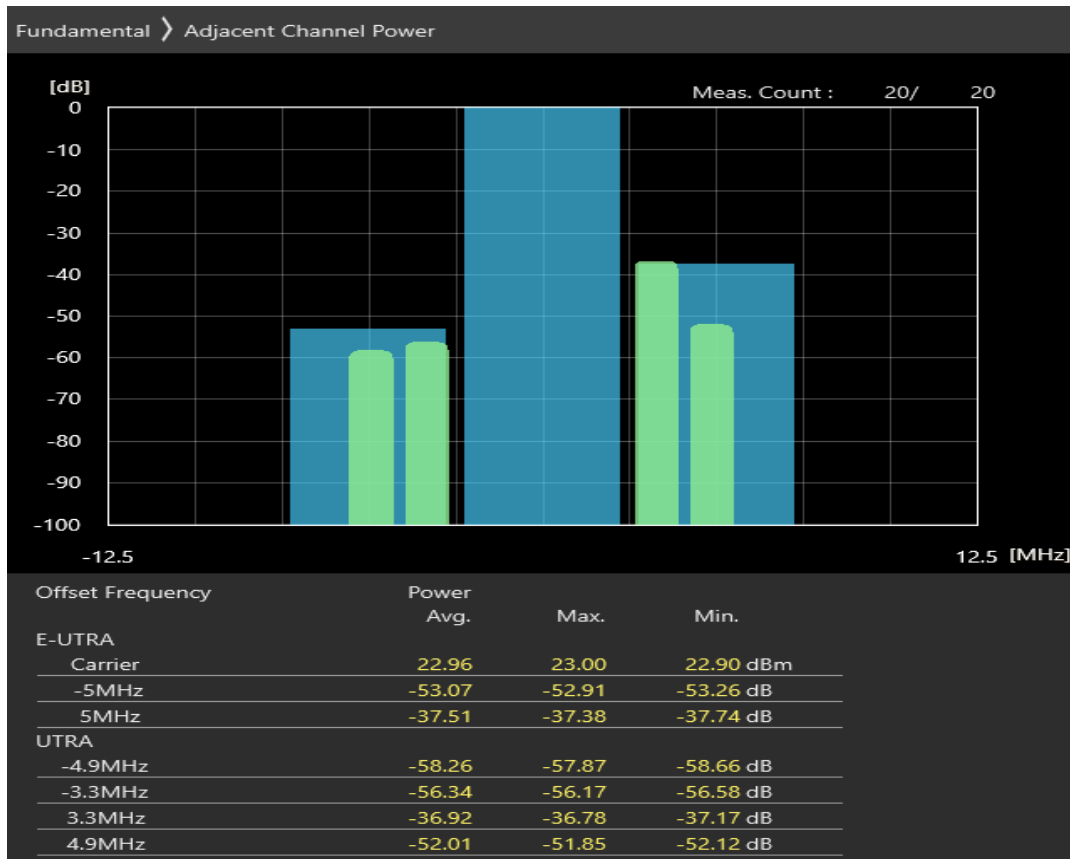 Fundamental 〉 Adjacent Channel Power
[dB]
Meas. Count : 20/ 20
0
-10
-20
-30
-40
-50
-60
-70
-80
-90
-100
-12.5 12.5 [MHz]
Offset Frequency Power
Avg. Max. Min.
E-UTRA
Carrier 22.96 23.00 22.90 dBm
-5MHz -53.07 -52.91 -53.26 dB
5MHz -37.51 -37.38 -37.74 dB
UTRA
-4.9MHz -58.26 -57.87 -58.66 dB
-3.3MHz -56.34 -56.17 -56.58 dB
3.3MHz -36.92 -36.78 -37.17 dB
4.9MHz -52.01 -51.85 -52.12 dB